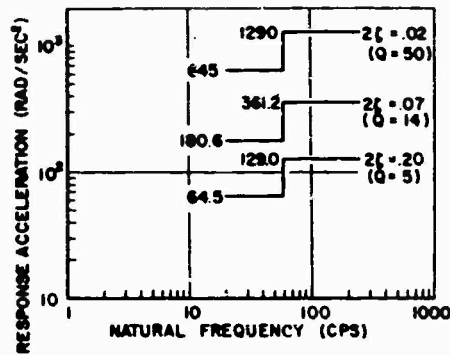 RESPONSE ACCELERATION (RAD/SEC²)
10³
10²
10
1290
645
361.2
180.6
129.0
64.5
2ζ = .02
(Q = 50)
2ζ = .07
(Q = 14)
2ζ = .20
(Q = 5)
1 10 100 1000
NATURAL FREQUENCY (CPS)